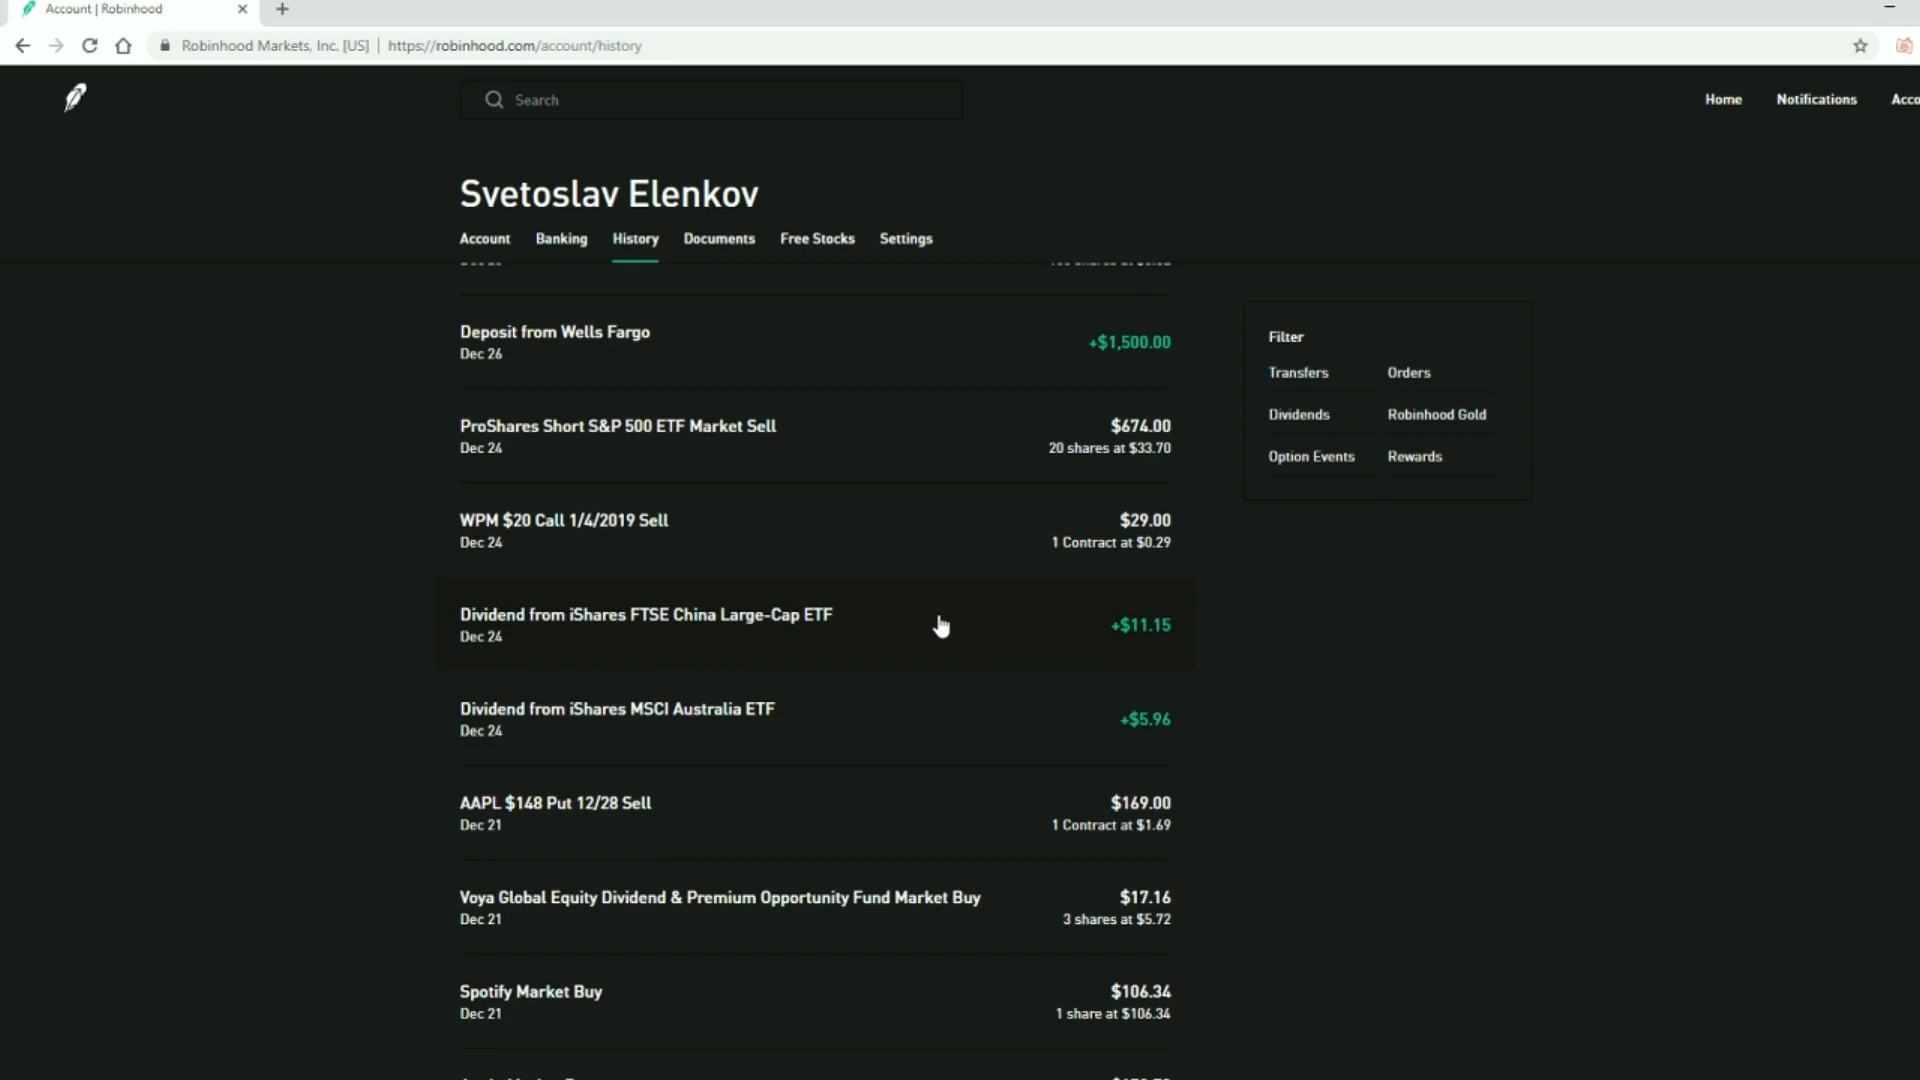 Account | Robinhood
Robinhood Markets, Inc. [US] | https://robinhood.com/account/history
Search
Home Notifications
Svetoslav Elenkov
Account Banking History Documents Free Stocks Settings
Deposit from Wells Fargo
Dec 26
+$1,500.00
ProShares Short S&P 500 ETF Market Sell
Dec 24
$674.00
20 shares at $33.70
WPM $20 Call 1/4/2019 Sell
Dec 24
$29.00
1 Contract at $0.29
Dividend from iShares FTSE China Large-Cap ETF
Dec 24
+$11.15
Dividend from iShares MSCI Australia ETF
Dec 24
+$5.96
AAPL $148 Put 12/28 Sell
Dec 21
$169.00
1 Contract at $1.69
Voya Global Equity Dividend & Premium Opportunity Fund Market Buy
Dec 21
$17.16
3 shares at $5.72
Spotify Market Buy
Dec 21
$106.34
1 share at $106.34
Filter
Transfers Orders
Dividends Robinhood Gold
Option Events Rewards